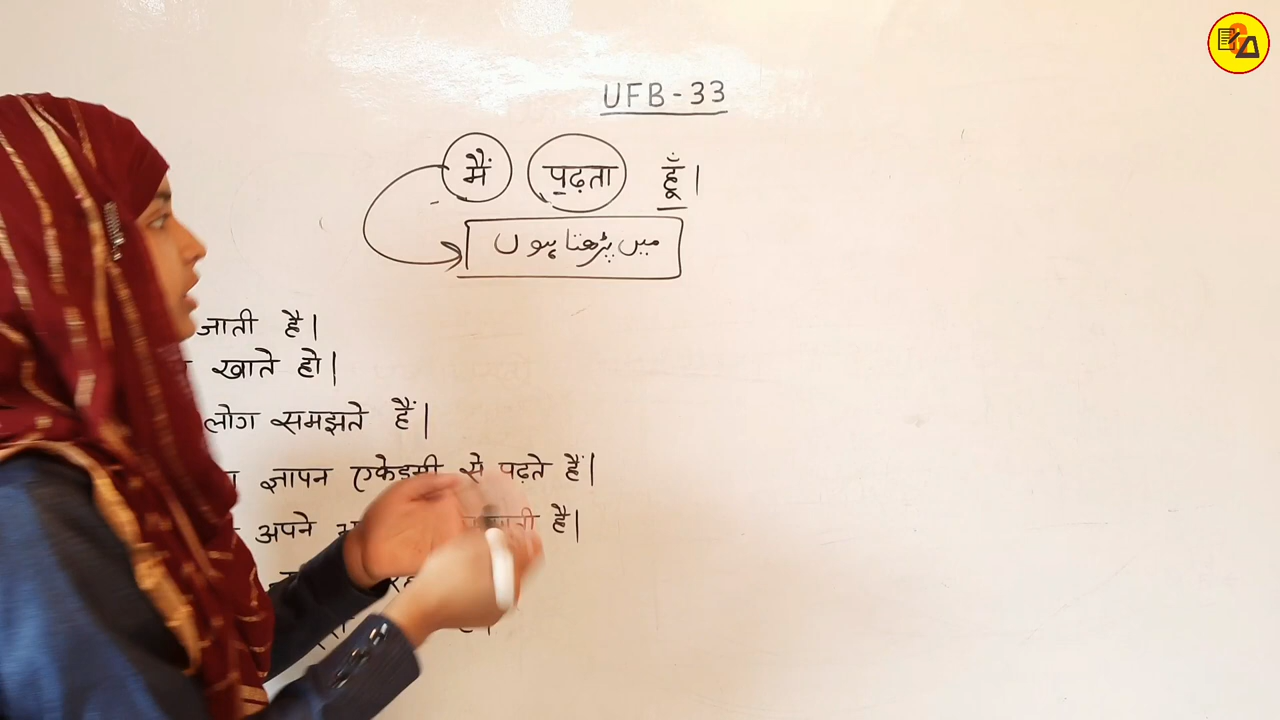 UFB - 33
मैं पढ़ता हूँ।
میں پڑھتا ہوں
जाती है।
खाते हो।
लोग समझते हैं।
ज्ञापन एकेडमी से पढ़ते हैं।
अपने है।